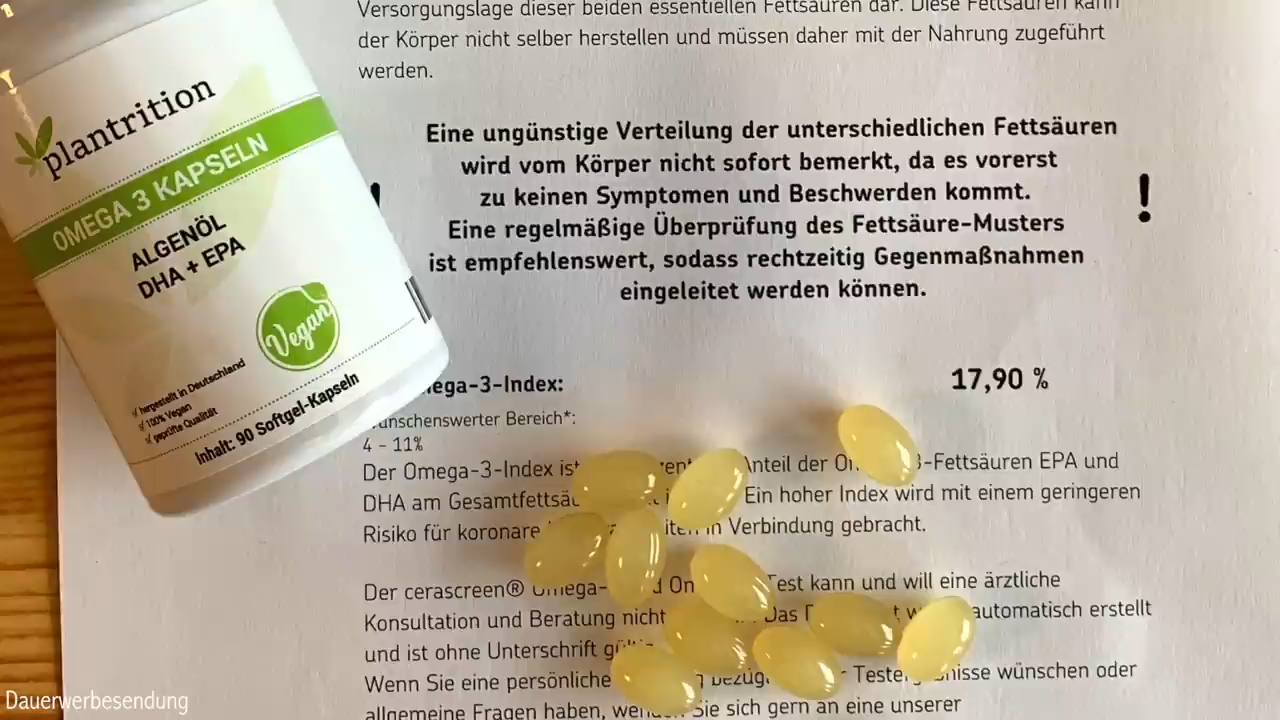 Versorgungslage dieser beiden essentiellen Fettsäuren dar. Diese Fettsäuren kann
der Körper nicht selber herstellen und müssen daher mit der Nahrung zugeführt
werden.
plantrition
OMEGA 3 KAPSELN
ALGENÖL
DHA + EPA
Vegan
hergestellt in Deutschland
100% Vegan
geprüfte Qualität
Inhalt: 90 Softgel-Kapseln
Eine ungünstige Verteilung der unterschiedlichen Fettsäuren
wird vom Körper nicht sofort bemerkt, da es vorerst
zu keinen Symptomen und Beschwerden kommt.
Eine regelmäßige Überprüfung des Fettsäure-Musters
ist empfehlenswert, sodass rechtzeitig Gegenmaßnahmen
eingeleitet werden können.
!
ega-3-Index: 17,90 %
unschenswerter Bereich*:
4 - 11%
Der Omega-3-Index ist Anteil der 3-Fettsäuren EPA und
DHA am Ein hoher Index wird mit einem geringeren
Risiko für koronare in Verbindung gebracht.
Der cerascreen® Omega- Test kann und will eine ärztliche
Konsultation und Beratung nicht Das automatisch erstellt
und ist ohne Unterschrift
Wenn Sie eine persönliche wünschen oder
allgemeine Fragen haben, Sie sich gern an eine unserer
Dauerwerbesendung